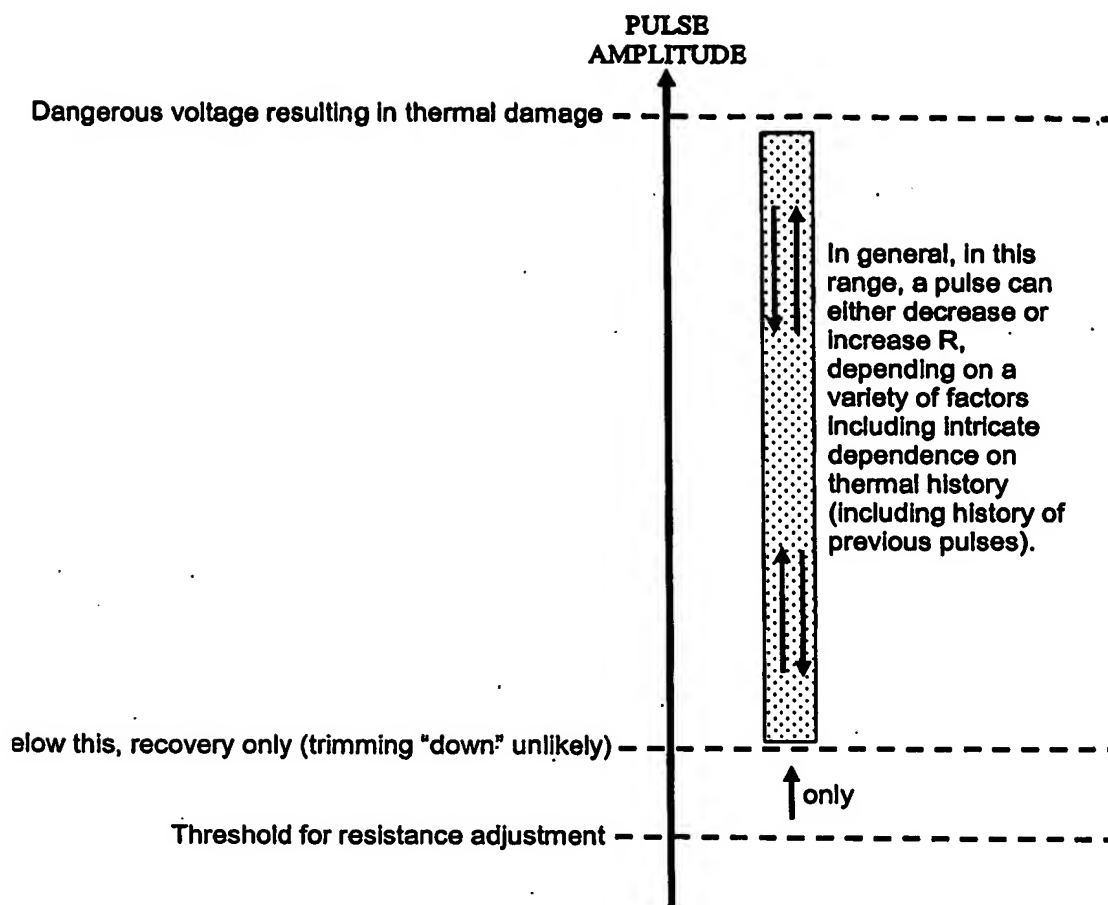 PULSE
AMPLITUDE
Dangerous voltage resulting in thermal damage
In general, in this
range, a pulse can
either decrease or
increase R,
depending on a
variety of factors
including intricate
dependence on
thermal history
(including history of
previous pulses).
elow this, recovery only (trimming "down" unlikely)
only
Threshold for resistance adjustment